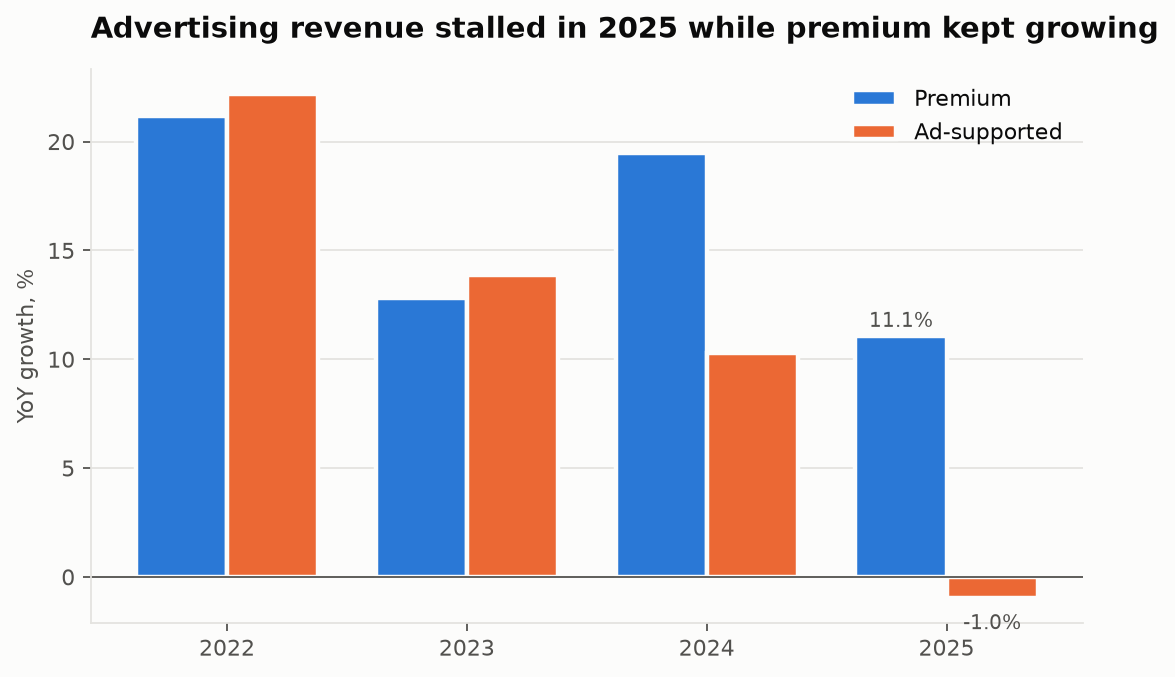 Advertising revenue stalled in 2025 while premium kept growing
Premium
Ad-supported
YoY growth, %
20
15
10
5
0
11.1%
-1.0%
2022
2023
2024
2025